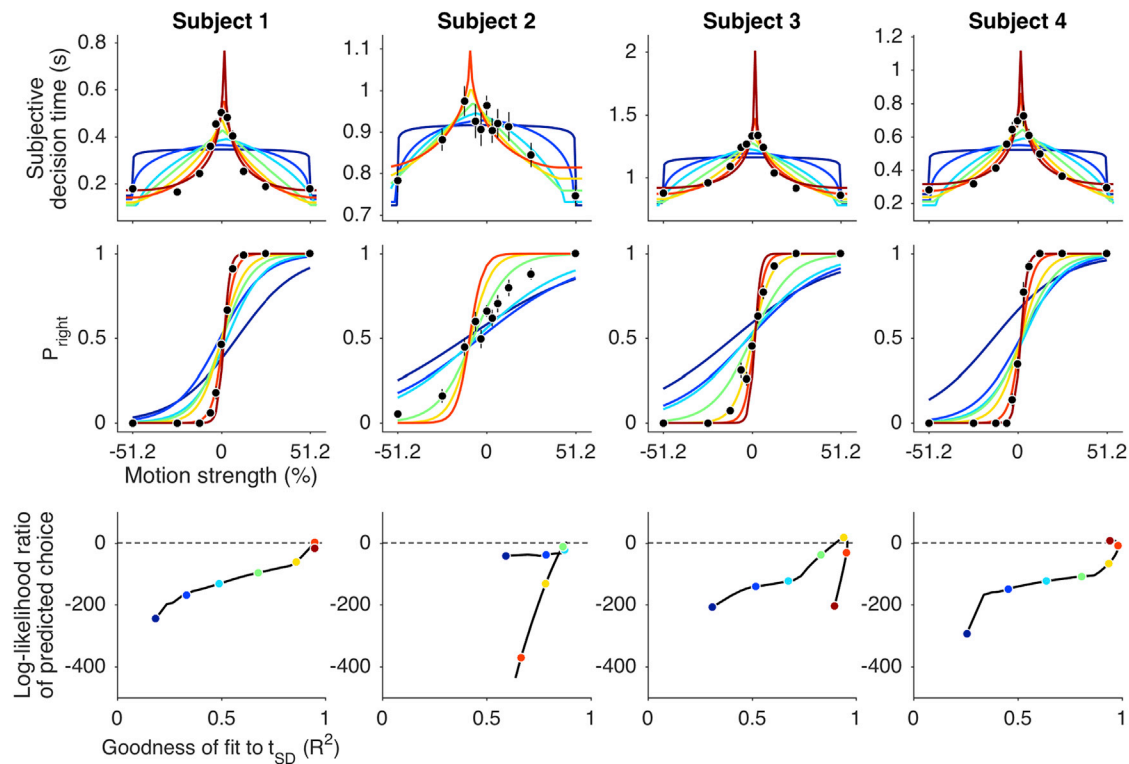 Subject 1 Subject 2 Subject 3 Subject 4
Subjective
decision time (s)
0.8 0.6 0.4 0.2
1.1 1 0.9 0.8 0.7
2 1.5 1
1.2 1 0.8 0.6 0.4 0.2
P_right
1 0.5 0
1 0.5 0
1 0.5 0
1 0.5 0
-51.2 0 51.2 -51.2 0 51.2 -51.2 0 51.2 -51.2 0 51.2
Motion strength (%)
Log-likelihood ratio
of predicted choice
0 -200 -400
0 -200 -400
0 -200 -400
0 -200 -400
0 0.5 1 0 0.5 1 0 0.5 1 0 0.5 1
Goodness of fit to t_SD (R²)